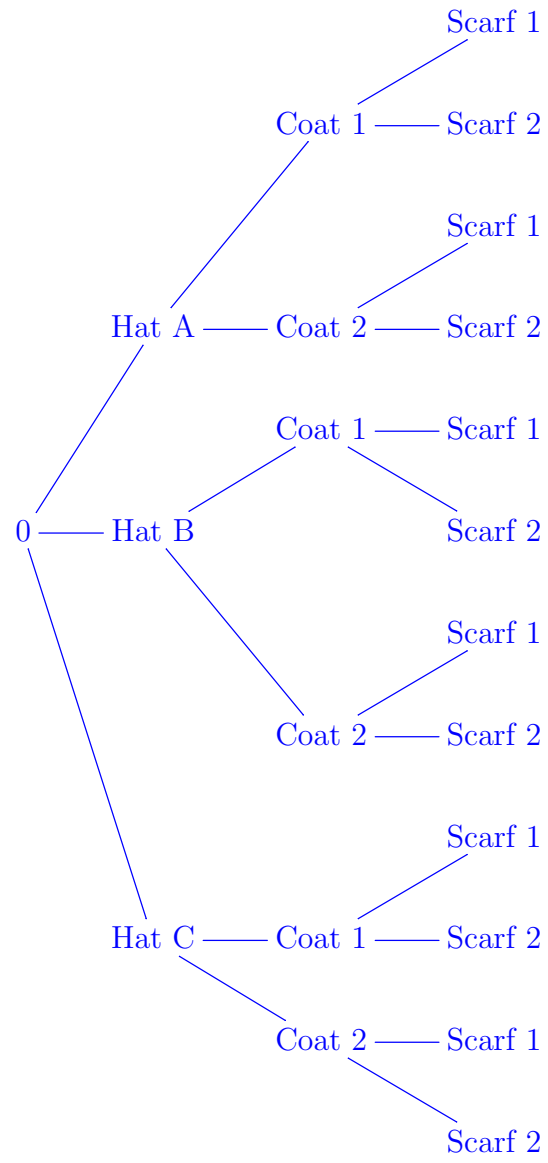 Scarf 1
Coat 1 Scarf 2
Scarf 1
Hat A Coat 2 Scarf 2
Coat 1 Scarf 1
0 Hat B Scarf 2
Scarf 1
Coat 2 Scarf 2
Scarf 1
Hat C Coat 1 Scarf 2
Coat 2 Scarf 1
Scarf 2